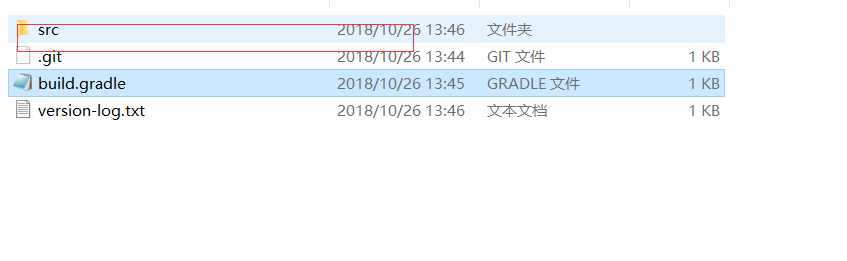 src 2018/10/26 13:46 文件夹
.git 2018/10/26 13:44 GIT 文件 1 KB
build.gradle 2018/10/26 13:45 GRADLE 文件 1 KB
version-log.txt 2018/10/26 13:46 文本文档 1 KB